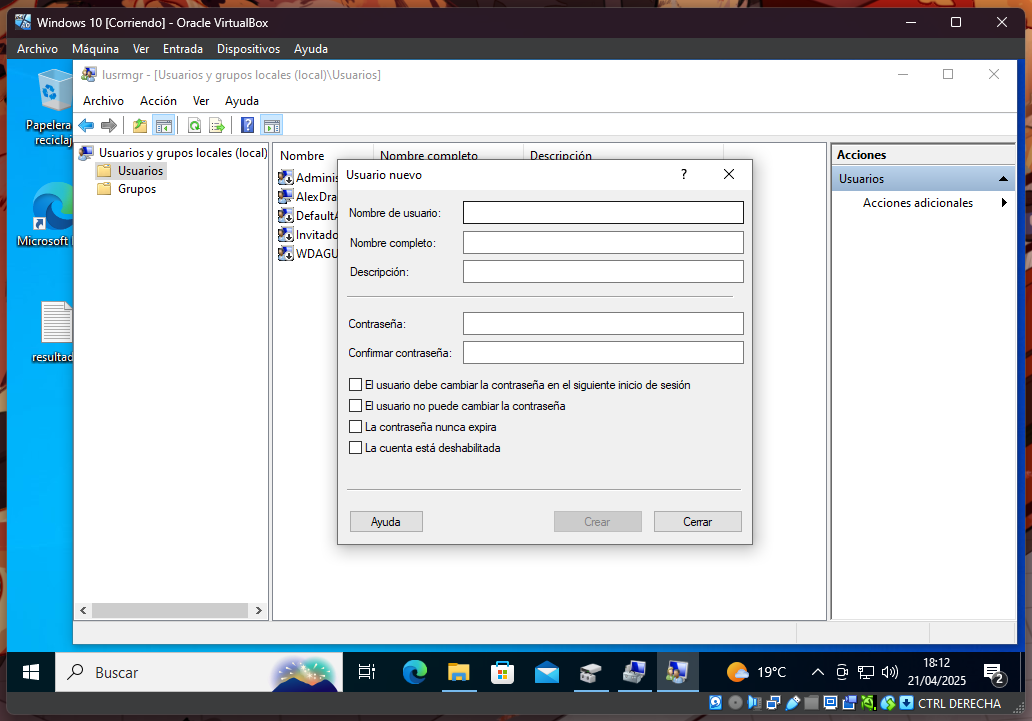 Windows 10 [Corriendo] - Oracle VirtualBox
Archivo Máquina Ver Entrada Dispositivos Ayuda
lusrmgr - [Usuarios y grupos locales (local)\Usuarios]
Archivo Acción Ver Ayuda
Papelera
reciclaj
Microsoft
resultad
Usuarios y grupos locales (local)
Usuarios
Grupos
Nombre Nombre completo Descripción
Adminis
AlexDra
DefaultA
Invitado
WDAGU
Usuario nuevo
?
Nombre de usuario:
Nombre completo:
Descripción:
Contraseña:
Confirmar contraseña:
El usuario debe cambiar la contraseña en el siguiente inicio de sesión
El usuario no puede cambiar la contraseña
La contraseña nunca expira
La cuenta está deshabilitada
Ayuda Crear Cerrar
Acciones
Usuarios
Acciones adicionales
Buscar
19°C
18:12
21/04/2025
2
CTRL DERECHA